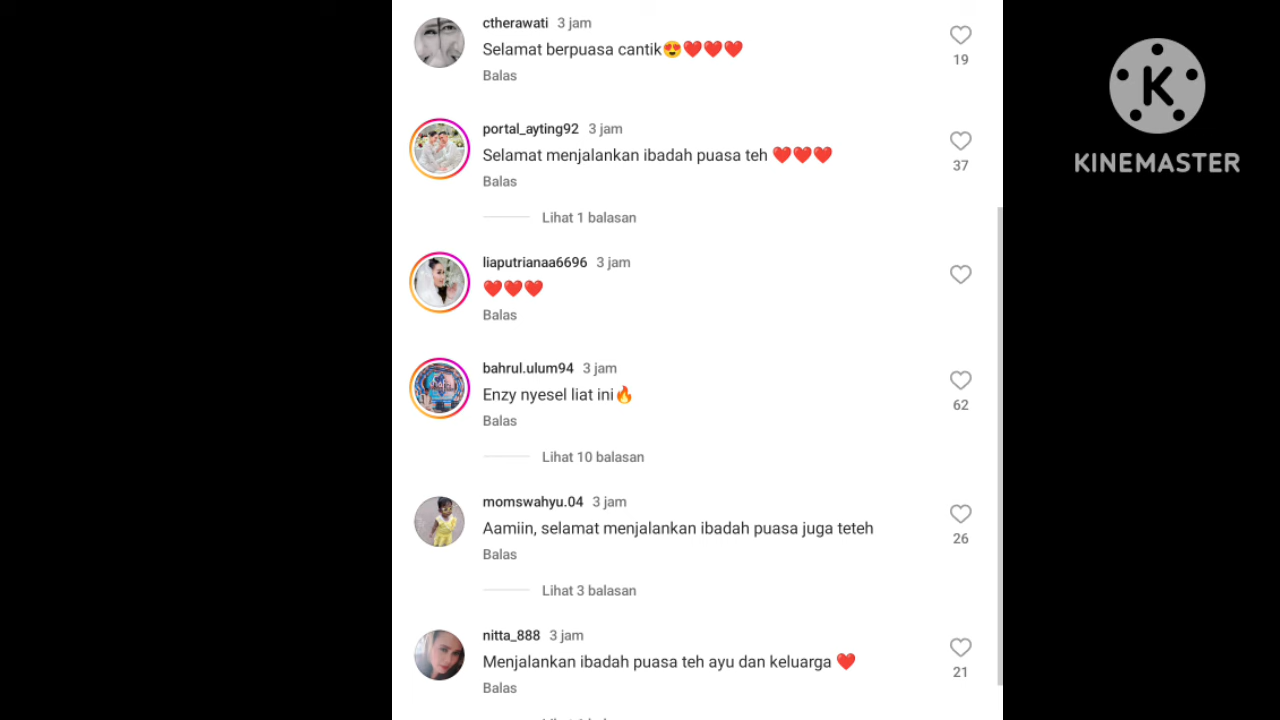 ctherawati 3 jam
Selamat berpuasa cantik😍❤️❤️❤️
19
Balas
portal_ayting92 3 jam
Selamat menjalankan ibadah puasa teh ❤️❤️❤️
37
Balas
Lihat 1 balasan
liaputrianaa6696 3 jam
❤️❤️❤️
Balas
bahrul.ulum94 3 jam
Enzy nyesel liat ini🔥
62
Balas
Lihat 10 balasan
momswahyu.04 3 jam
Aamiin, selamat menjalankan ibadah puasa juga teteh
26
Balas
Lihat 3 balasan
nitta_888 3 jam
Menjalankan ibadah puasa teh ayu dan keluarga ❤️
21
Balas
K
KINEMASTER